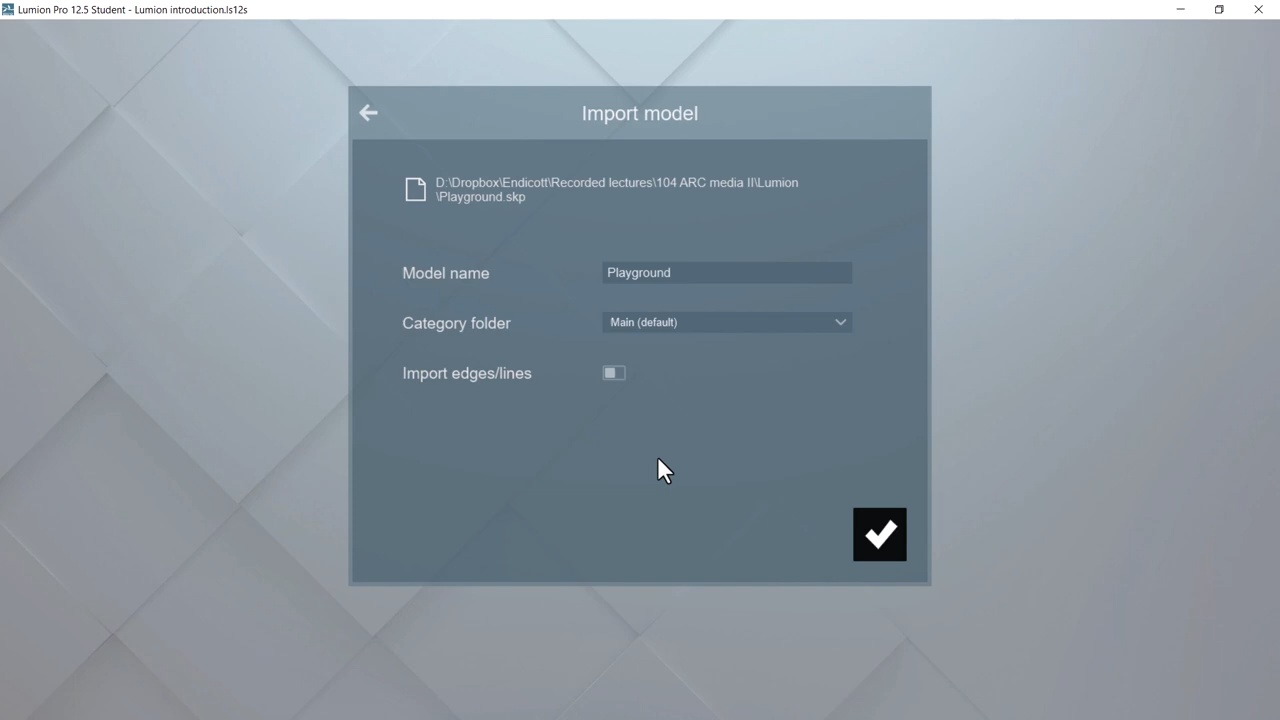 Lumion Pro 12.5 Student - Lumion introduction.ls12s
Import model
D:\Dropbox\Endicott\Recorded lectures\104 ARC media II\Lumion
\Playground.skp
Model name
Playground
Category folder
Main (default)
Import edges/lines